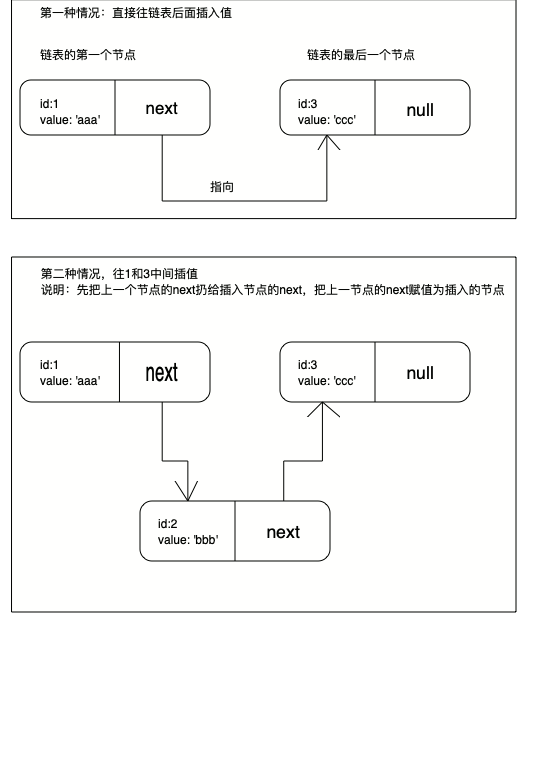 第一种情况：直接往链表后面插入值
链表的第一个节点
链表的最后一个节点
id:1
value: 'aaa'
next
id:3
value: 'ccc'
null
指向
第二种情况，往1和3中间插值
说明：先把上一个节点的next扔给插入节点的next，把上一节点的next赋值为插入的节点
id:1
value: 'aaa'
next
id:3
value: 'ccc'
null
id:2
value: 'bbb'
next